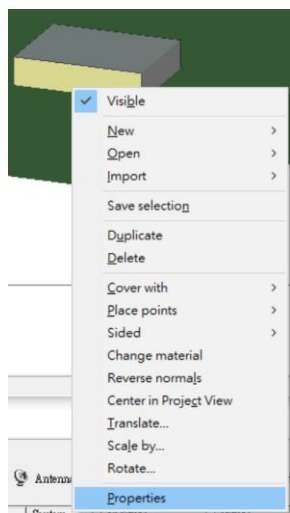 Visible
New
Open
Import
Save selection
Duplicate
Delete
Cover with
Place points
Sided
Change material
Reverse normals
Center in Project View
Translate...
Scale by...
Rotate...
Properties